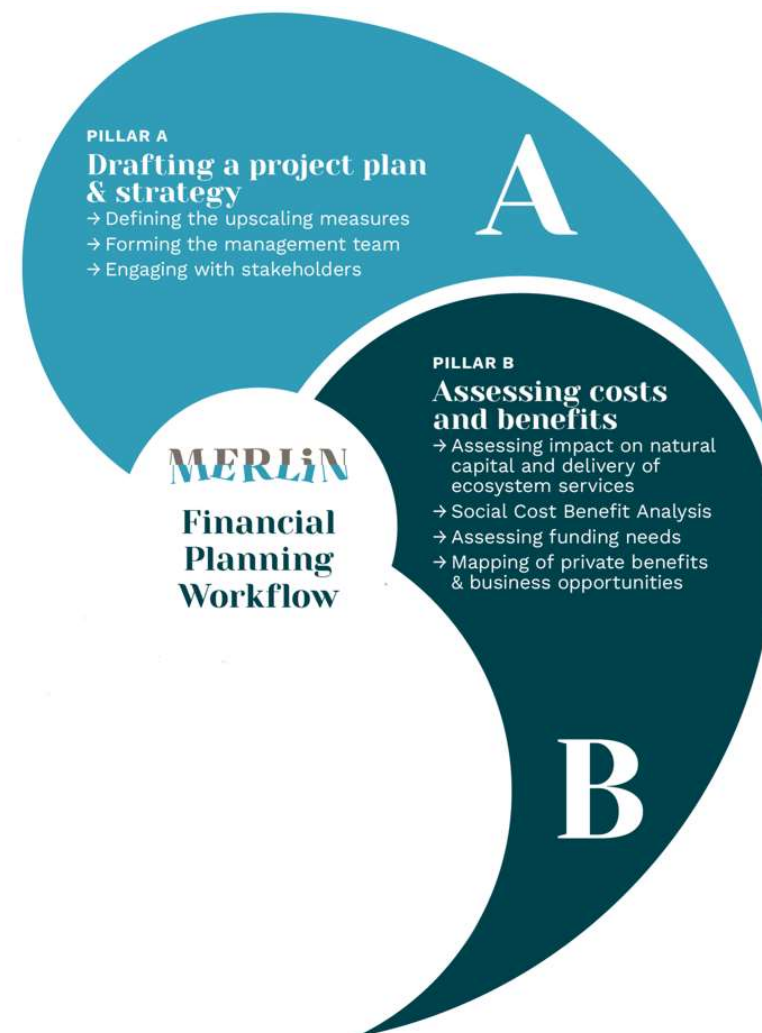 PILLAR A
Drafting a project plan
& strategy
→ Defining the upscaling measures
→ Forming the management team
→ Engaging with stakeholders
A
PILLAR B
Assessing costs
and benefits
→ Assessing impact on natural
capital and delivery of
ecosystem services
→ Social Cost Benefit Analysis
→ Assessing funding needs
→ Mapping of private benefits
& business opportunities
B
MERLiN
Financial
Planning
Workflow